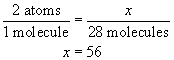 2 atoms / 1 molecule = x / 28 molecules
x = 56